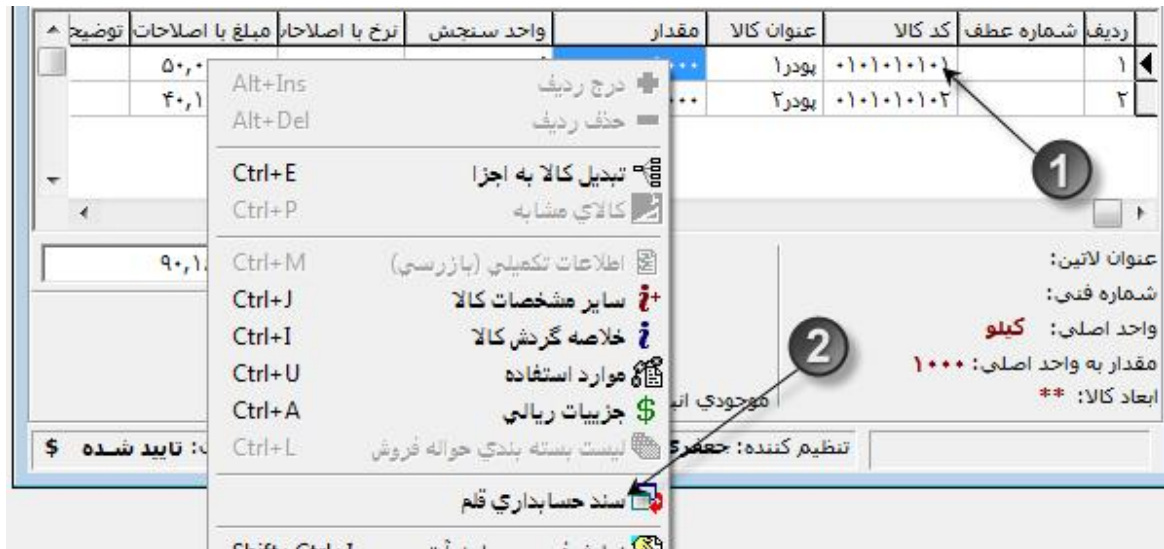 ردیف شماره عطف کد کالا عنوان کالا مقدار واحد سنجش نرخ با اصلاحات مبلغ با اصلاحات توضیح
۱ ۰۱۰۱۰۱۰۱۰۱ پودر۱
۲ ۰۱۰۱۰۱۰۱۰۲ پودر۲
1
درج ردیف Alt+Ins
حذف ردیف Alt+Del
تبدیل کالا به اجزا Ctrl+E
کالای مشابه Ctrl+P
اطلاعات تکمیلی (بازرسی) Ctrl+M
سایر مشخصات کالا Ctrl+J
خلاصه گردش کالا Ctrl+I
موارد استفاده Ctrl+U
جزییات ریالی Ctrl+A
لیست بسته بندی حواله فروش Ctrl+L
سند حسابداری قلم
عنوان لاتین:
شماره فنی:
واحد اصلی: کیلو
2
مقدار به واحد اصلی: ۱۰۰۰
ابعاد کالا: **
موجودی
تنظیم کننده: تایید شده $